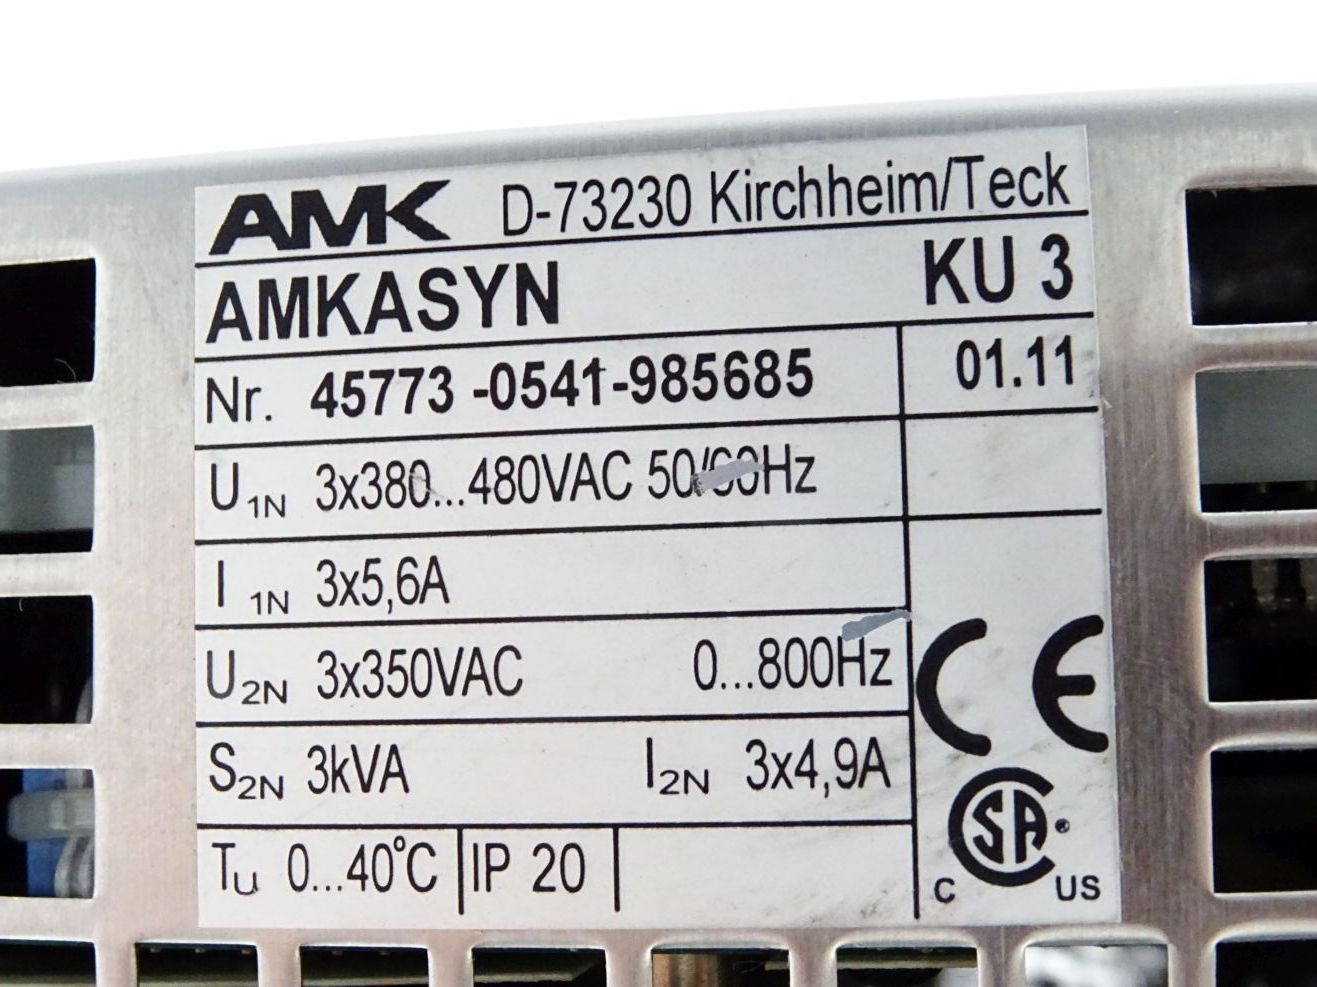 AMK D-73230 Kirchheim/Teck
AMKASYN KU 3
Nr. 45773 -0541-985685 01.11
U1N 3x380...480VAC 50/60Hz
I 1N 3x5,6A
U2N 3x350VAC 0...800Hz
S2N 3kVA I2N 3x4,9A
CE
Tu 0...40°C IP 20
C SA US